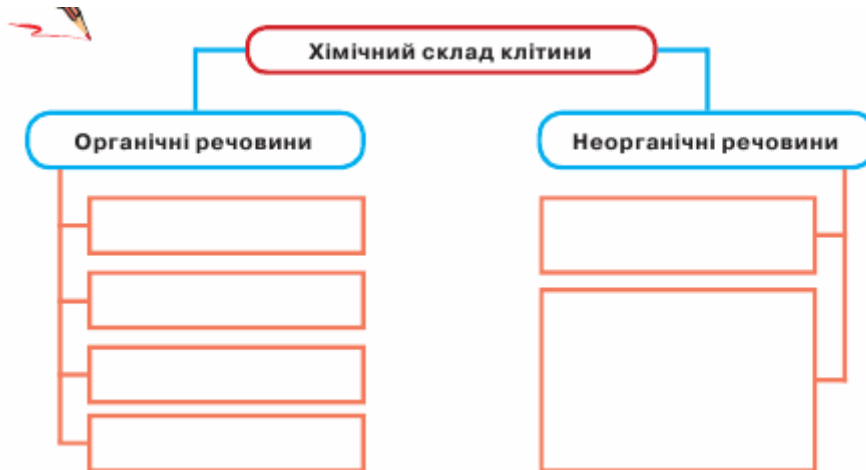 Хімічний склад клітини
Органічні речовини
Неорганічні речовини